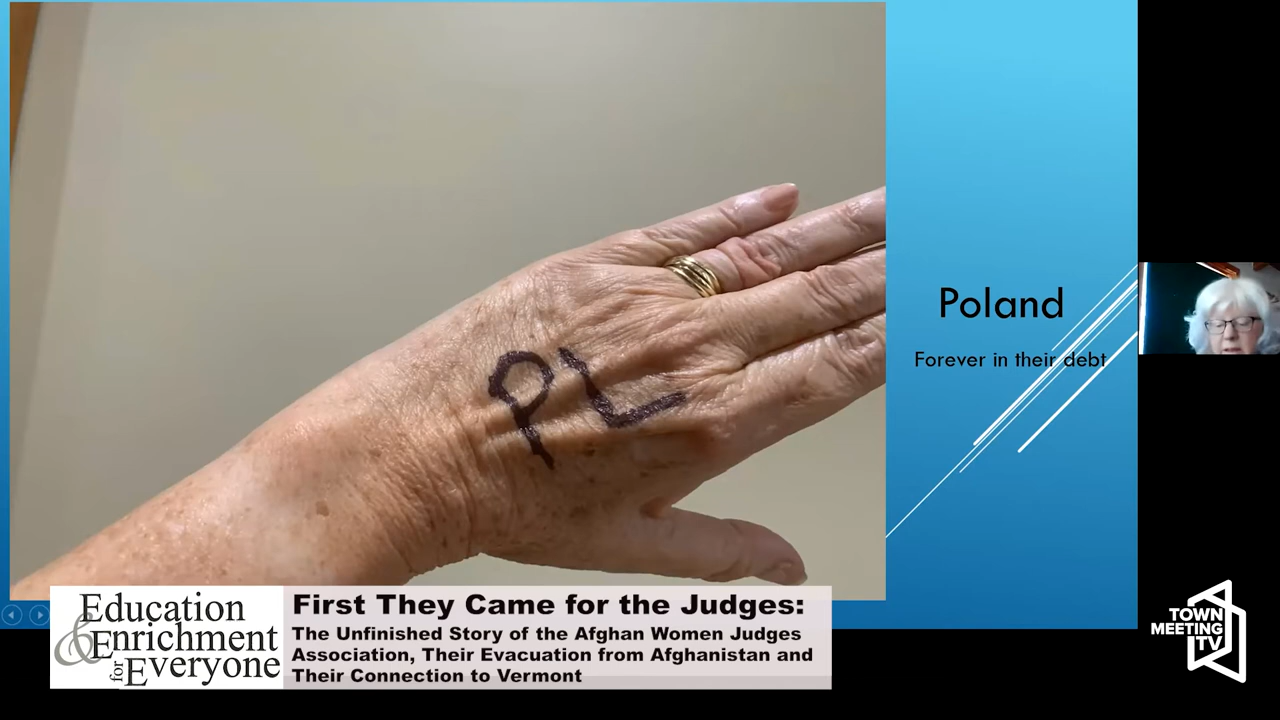 PL
Poland
Forever in their debt
Education
& Enrichment
for Everyone
First They Came for the Judges:
The Unfinished Story of the Afghan Women Judges
Association, Their Evacuation from Afghanistan and
Their Connection to Vermont
TOWN
MEETING
TV